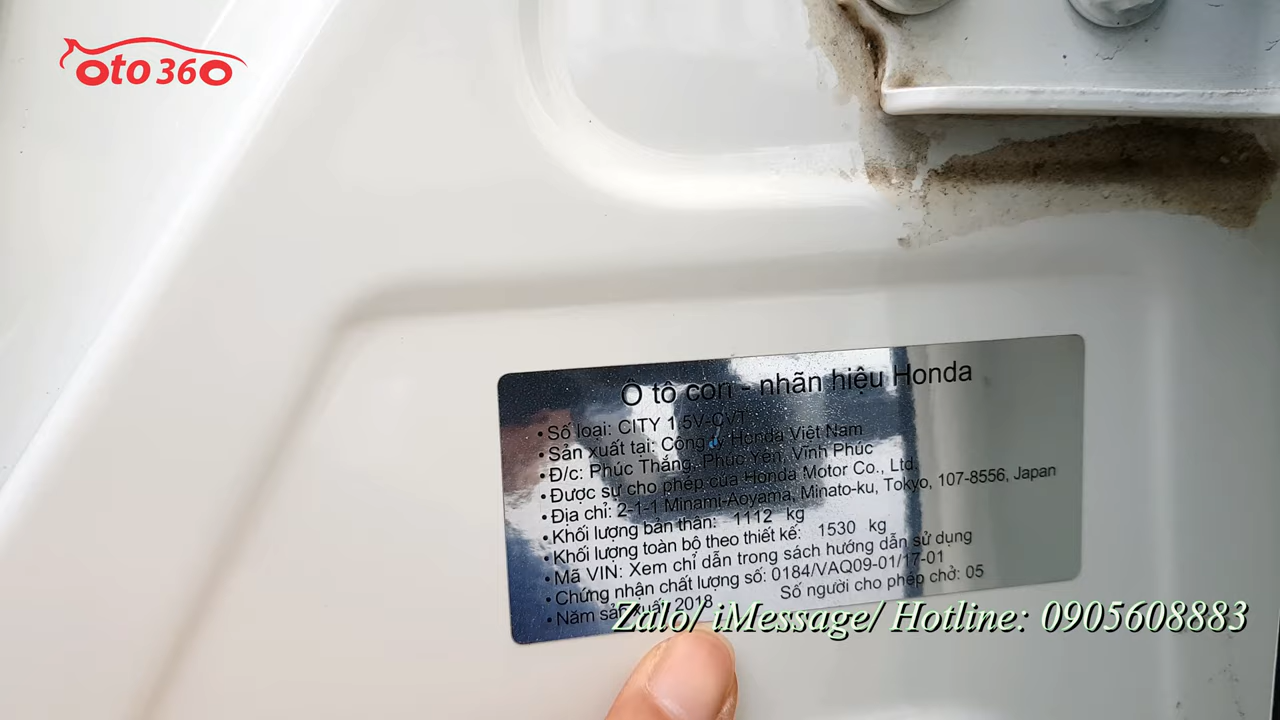 oto 360
Ô tô con - nhãn hiệu Honda
• Số loại: CITY 1.5V-CVT
• Sản xuất tại: Công ty Honda Việt Nam
• Đ/c: Phúc Thắng, Phúc Yên, Vĩnh Phúc
• Được sự cho phép của Honda Motor Co., Ltd.
• Địa chỉ: 2-1-1 Minami-Aoyama, Minato-ku, Tokyo, 107-8556, Japan
• Khối lượng bản thân: 1112 kg
• Khối lượng toàn bộ theo thiết kế: 1530 kg
• Mã VIN: Xem chỉ dẫn trong sách hướng dẫn sử dụng
• Chứng nhận chất lượng số: 0184/VAQ09-01/17-01
• Năm sản xuất: 2018 Số người cho phép chở: 05
Zalo/ iMessage/ Hotline: 0905608883